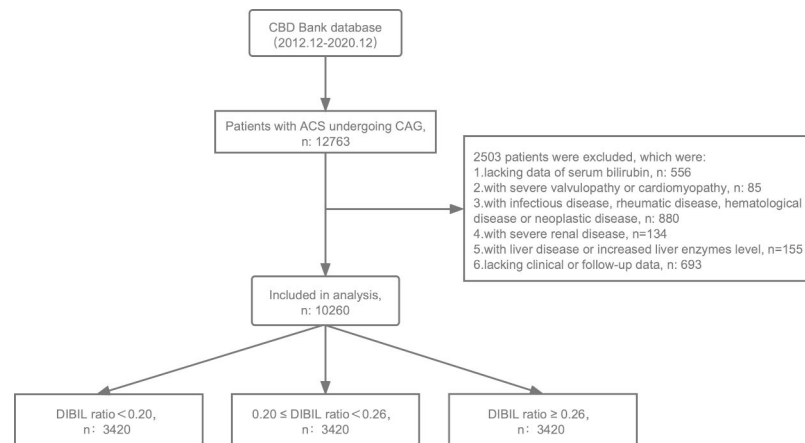 CBD Bank database
(2012.12-2020.12)
Patients with ACS undergoing CAG,
n: 12763
2503 patients were excluded, which were:
1.lacking data of serum bilirubin, n: 556
2.with severe valvulopathy or cardiomyopathy, n: 85
3.with infectious disease, rheumatic disease, hematological
disease or neoplastic disease, n: 880
4.with severe renal disease, n=134
5.with liver disease or increased liver enzymes level, n=155
6.lacking clinical or follow-up data, n: 693
Included in analysis,
n: 10260
DIBIL ratio<0.20,
n: 3420
0.20 ≤ DIBIL ratio<0.26,
n: 3420
DIBIL ratio ≥ 0.26,
n: 3420